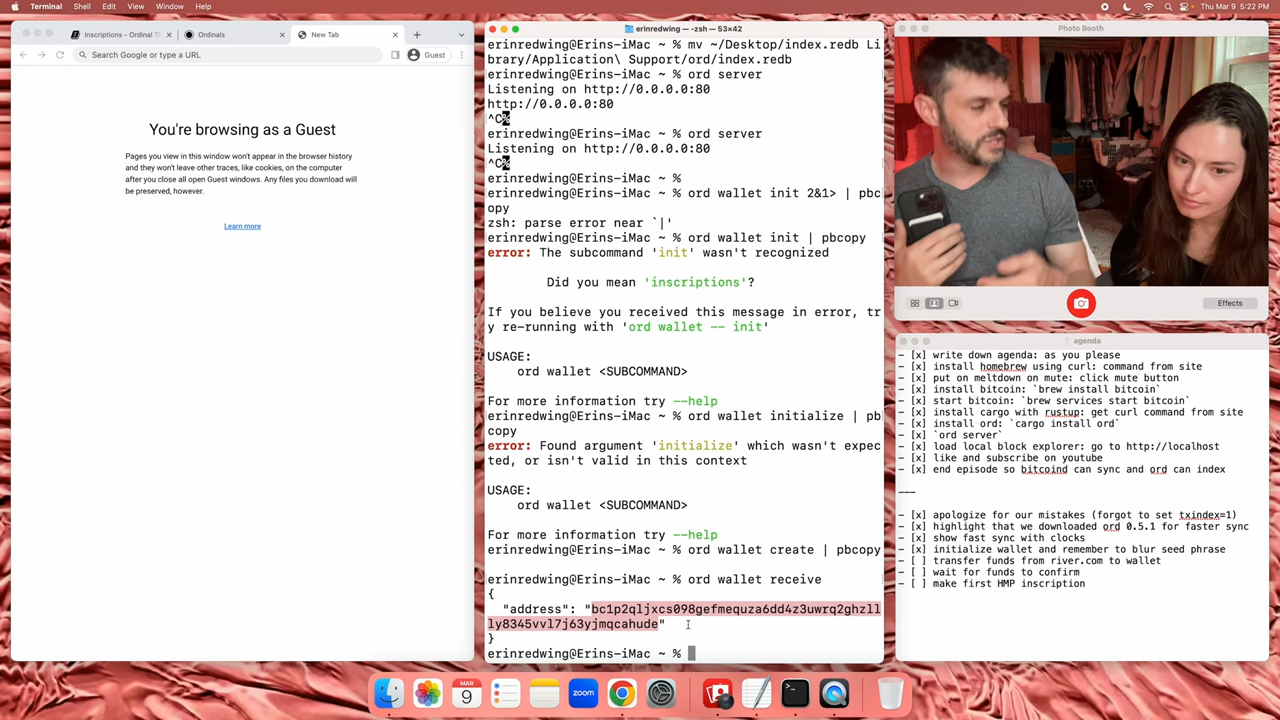 Terminal Shell Edit View Window Help
Thu Mar 9 5:22 PM
Inscriptions - Ordinal Th
Ordinals
New Tab
Search Google or type a URL
Guest
You're browsing as a Guest
Pages you view in this window won't appear in the browser history
and they won't leave other traces, like cookies, on the computer
after you close all open Guest windows. Any files you download will
be preserved, however.
Learn more
erinredwing — -zsh — 53×42
erinredwing@Erins-iMac ~ % mv ~/Desktop/index.redb Li
brary/Application\ Support/ord/index.redb
erinredwing@Erins-iMac ~ % ord server
Listening on http://0.0.0.0:80
http://0.0.0.0:80
^C%
erinredwing@Erins-iMac ~ % ord server
Listening on http://0.0.0.0:80
^C%
erinredwing@Erins-iMac ~ %
erinredwing@Erins-iMac ~ % ord wallet init 2&1> | pbc
opy
zsh: parse error near `|'
erinredwing@Erins-iMac ~ % ord wallet init | pbcopy
error: The subcommand 'init' wasn't recognized
Did you mean 'inscriptions'?
If you believe you received this message in error, tr
y re-running with 'ord wallet -- init'
USAGE:
ord wallet <SUBCOMMAND>
For more information try --help
erinredwing@Erins-iMac ~ % ord wallet initialize | pb
copy
error: Found argument 'initialize' which wasn't expec
ted, or isn't valid in this context
USAGE:
ord wallet <SUBCOMMAND>
For more information try --help
erinredwing@Erins-iMac ~ % ord wallet create | pbcopy
erinredwing@Erins-iMac ~ % ord wallet receive
{
"address": "bc1p2qljxcs098gefmequza6dd4z3uwrq2ghzll
ly8345vvl7j63yjmqcahude"
}
erinredwing@Erins-iMac ~ %
Photo Booth
Effects
agenda
- [x] write down agenda: as you please
- [x] install homebrew using curl: command from site
- [x] put on meltdown on mute: click mute button
- [x] install bitcoin: `brew install bitcoin`
- [x] start bitcoin: `brew services start bitcoin`
- [x] install cargo with rustup: get curl command from site
- [x] install ord: `cargo install ord`
- [x] `ord server`
- [x] load local block explorer: go to http://localhost
- [x] like and subscribe on youtube
- [x] end episode so bitcoind can sync and ord can index
---
- [x] apologize for our mistakes (forgot to set txindex=1)
- [x] highlight that we downloaded ord 0.5.1 for faster sync
- [x] show fast sync with clocks
- [x] initialize wallet and remember to blur seed phrase
- [ ] transfer funds from river.com to wallet
- [ ] wait for funds to confirm
- [ ] make first HMP inscription
MAR
9
zoom